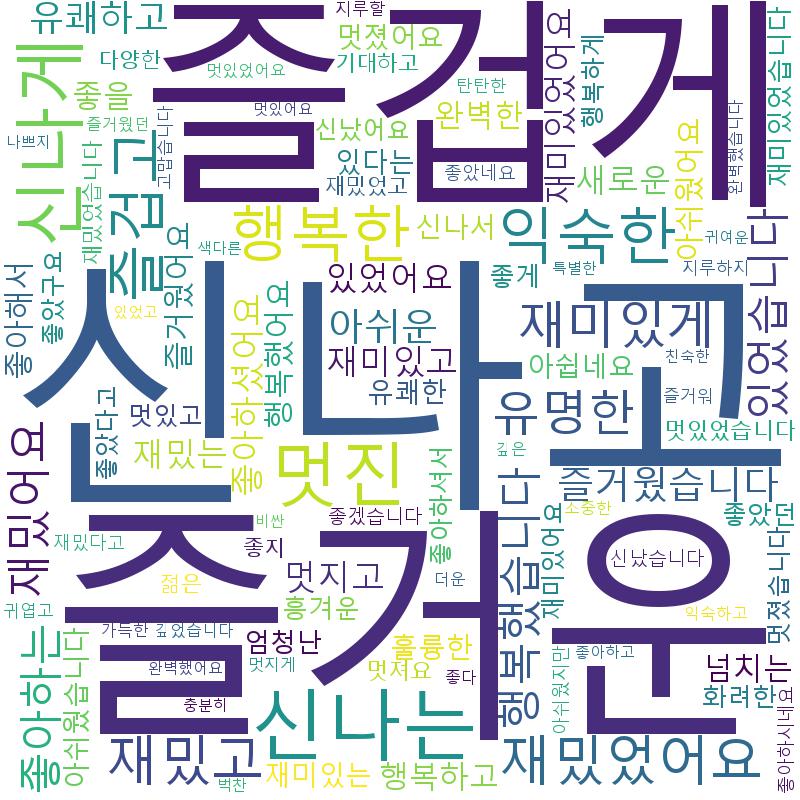 유쾌하고
즐겁게
지루할
멋졌어요
기대하고
다양한
멋있었어요
좋을
신나게
즐거웠던
멋있어요
탄탄한
완벽한
신났어요
재미있었어요
행복하게
재미있었습니다
나쁘지
재밌었습니다
고맙습니다
즐겁고
있다는
재밌었고
좋았네요
새로운
아쉬웠어요
완벽했습니다
행복한
신나서
익숙한
귀여운
있었습니다
색다른
좋아해서
좋았구요
즐거웠어요
있었어요
좋게
특별한
지루하지
신나고
있었고
좋아하셨어요
행복했어요
아쉬운
재미있게
재미있고
아쉽네요
친숙한
유쾌한
즐거워
좋았다고
멋있고
유명한
멋있었습니다
재밌어요
재밌는
멋진
좋아하셔서
깊은
즐거웠습니다
행복했습니다
즐거운
비싼
좋겠습니다
재미있어요
소중한
좋았던
재밌다고
좋지
신났습니다
멋졌습니다
젊은
멋지고
더운
귀엽고
흥겨운
익숙하고
좋아하는
아쉬웠습니다
가득한
깊었습니다
엄청난
훌륭한
좋아하고
아쉬웠지만
넘치는
완벽했어요
멋지게
멋져요
좋다
화려한
좋아하시네요
충분히
신나는
재밌고
벅찬
재미있는
행복하고
재밌었어요